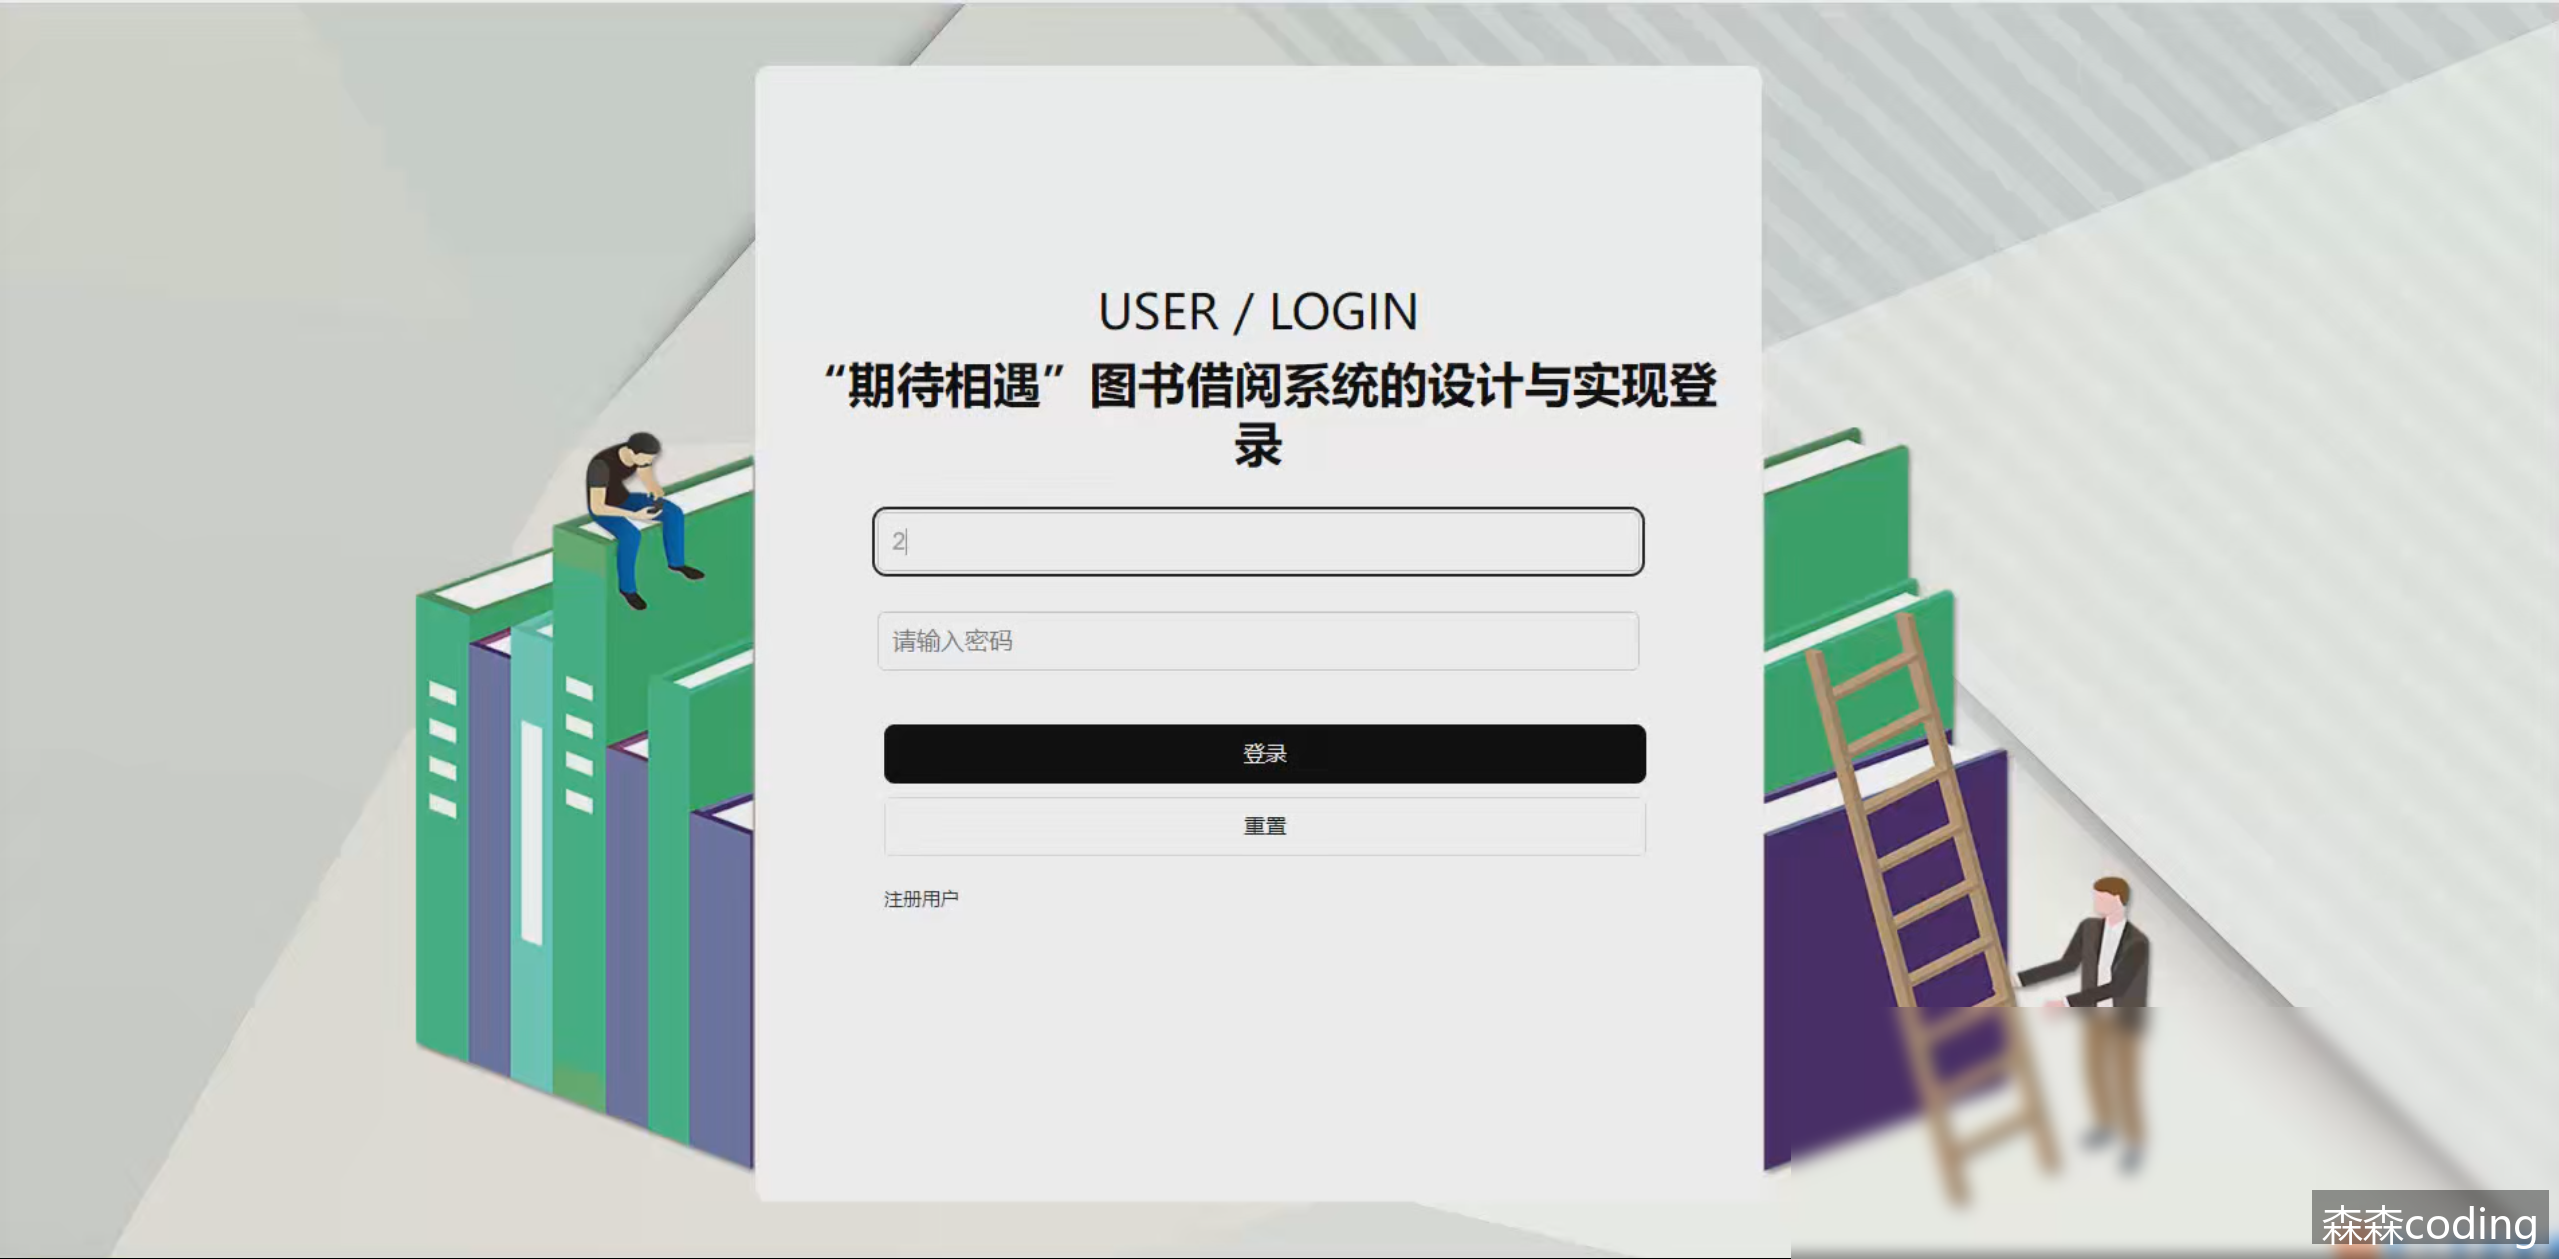 USER / LOGIN
“期待相遇”图书借阅系统的设计与实现登
录
2
请输入密码
登录
重置
注册用户
森森coding